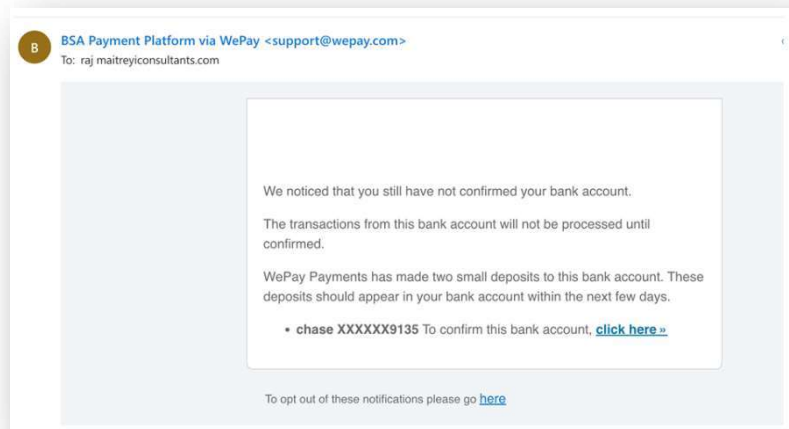 B
BSA Payment Platform via WePay <support@wepay.com>
To: raj maitreyiconsultants.com
We noticed that you still have not confirmed your bank account.
The transactions from this bank account will not be processed until
confirmed.
WePay Payments has made two small deposits to this bank account. These
deposits should appear in your bank account within the next few days.
• chase XXXXXX9135 To confirm this bank account, click here »
To opt out of these notifications please go here